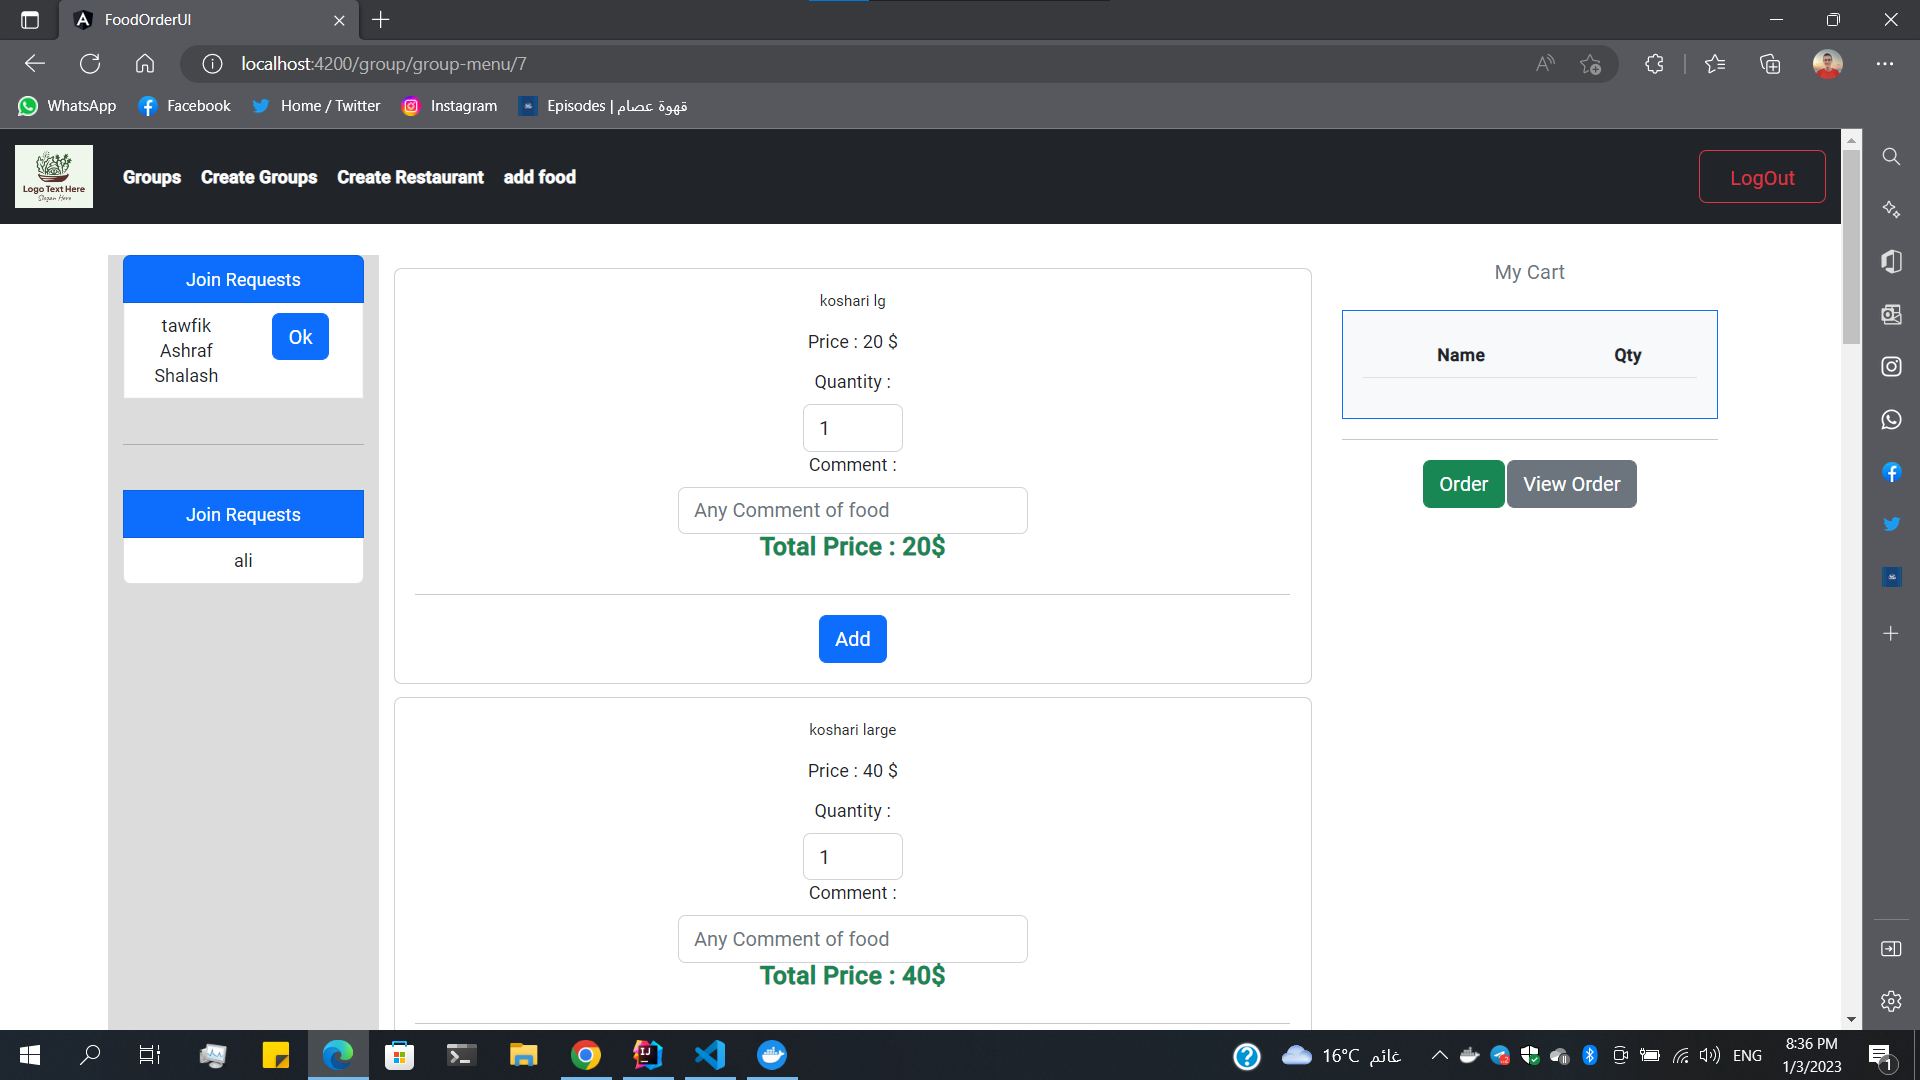 FoodOrderUI
localhost:4200/group/group-menu/7
WhatsApp Facebook Home / Twitter Instagram Episodes | قهوة عصام
Logo Text Here
Slogan Here
Groups Create Groups Create Restaurant add food
LogOut
Join Requests
tawfik
Ashraf
Shalash
Ok
Join Requests
ali
koshari lg
Price : 20 $
Quantity :
1
Comment :
Any Comment of food
Total Price : 20$
Add
koshari large
Price : 40 $
Quantity :
1
Comment :
Any Comment of food
Total Price : 40$
My Cart
Name Qty
Order View Order
16°C غائم
ENG
8:36 PM
1/3/2023
1